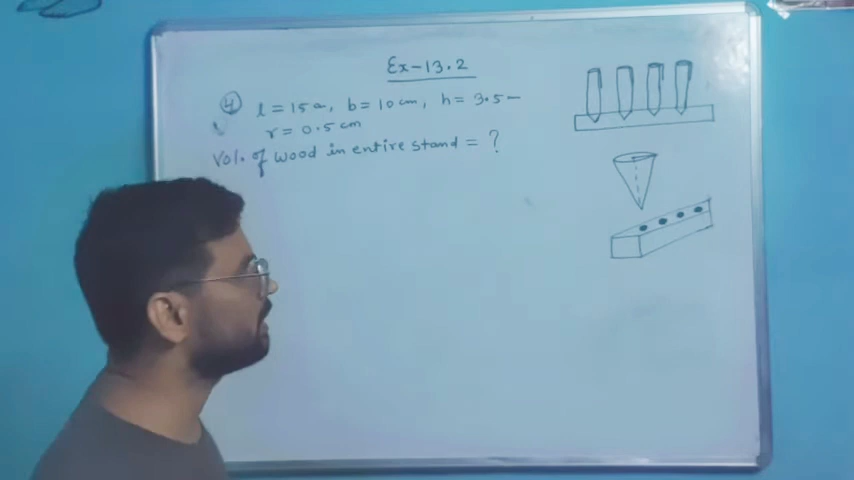 Ex-13.2
④ l = 15 cm, b = 10 cm, h = 3.5 cm
r = 0.5 cm
Vol. of wood in entire stand = ?